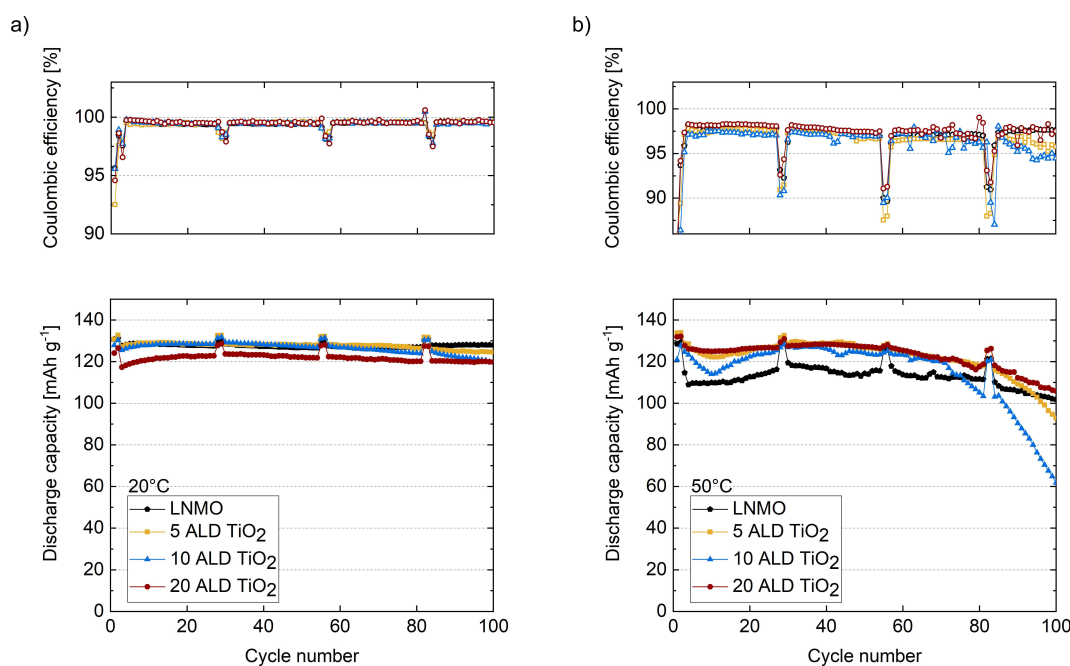 a)
Coulombic efficiency [%]
100
95
90
Discharge capacity [mAh g⁻¹]
140
120
100
80
60
40
20
0
20°C
LNMO
5 ALD TiO₂
10 ALD TiO₂
20 ALD TiO₂
0 20 40 60 80 100
Cycle number
b)
Coulombic efficiency [%]
100
95
90
Discharge capacity [mAh g⁻¹]
140
120
100
80
60
40
20
0
50°C
LNMO
5 ALD TiO₂
10 ALD TiO₂
20 ALD TiO₂
0 20 40 60 80 100
Cycle number